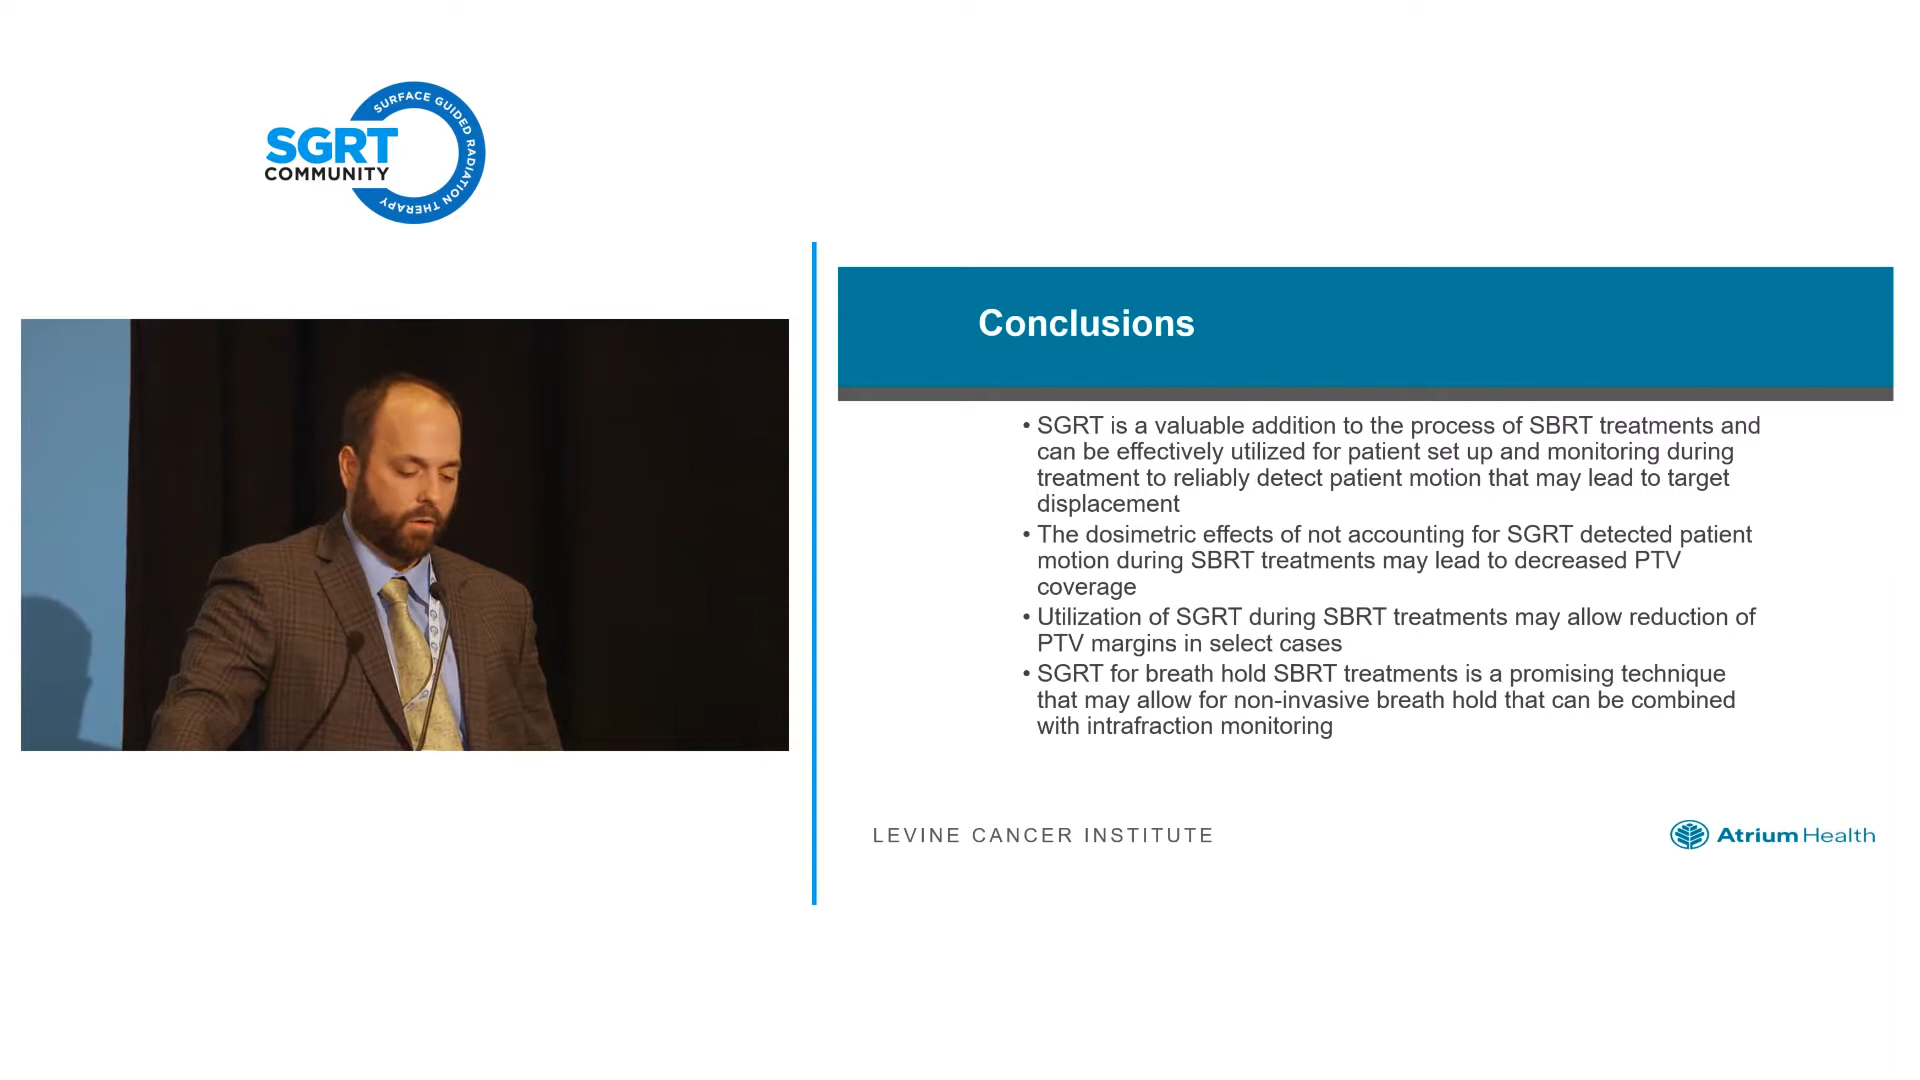 SURFACE GUIDED RADIATION THERAPY
SGRT
COMMUNITY
Conclusions
• SGRT is a valuable addition to the process of SBRT treatments and
can be effectively utilized for patient set up and monitoring during
treatment to reliably detect patient motion that may lead to target
displacement
• The dosimetric effects of not accounting for SGRT detected patient
motion during SBRT treatments may lead to decreased PTV
coverage
• Utilization of SGRT during SBRT treatments may allow reduction of
PTV margins in select cases
• SGRT for breath hold SBRT treatments is a promising technique
that may allow for non-invasive breath hold that can be combined
with intrafraction monitoring
LEVINE CANCER INSTITUTE
Atrium Health